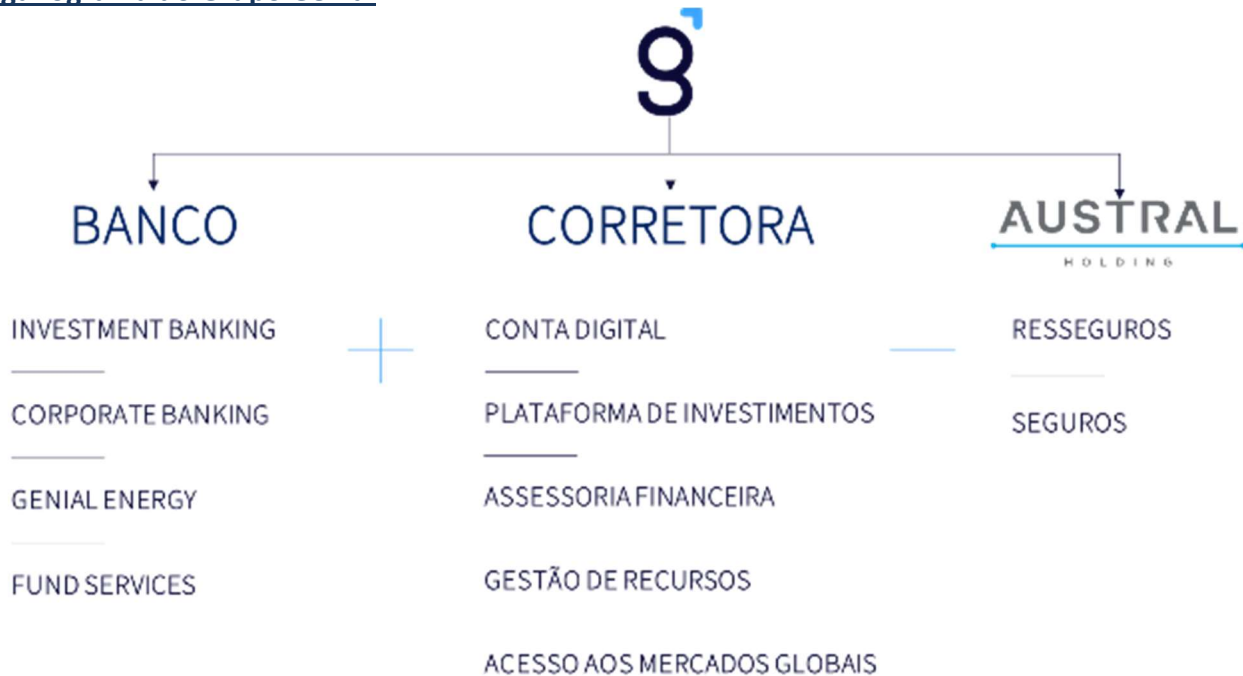 BANCO
CORRETORA
AUSTRAL
HOLDING
INVESTMENT BANKING
CORPORATE BANKING
GENIAL ENERGY
FUND SERVICES
CONTA DIGITAL
PLATAFORMA DE INVESTIMENTOS
ASSESSORIA FINANCEIRA
GESTÃO DE RECURSOS
ACESSO AOS MERCADOS GLOBAIS
RESSEGUROS
SEGUROS